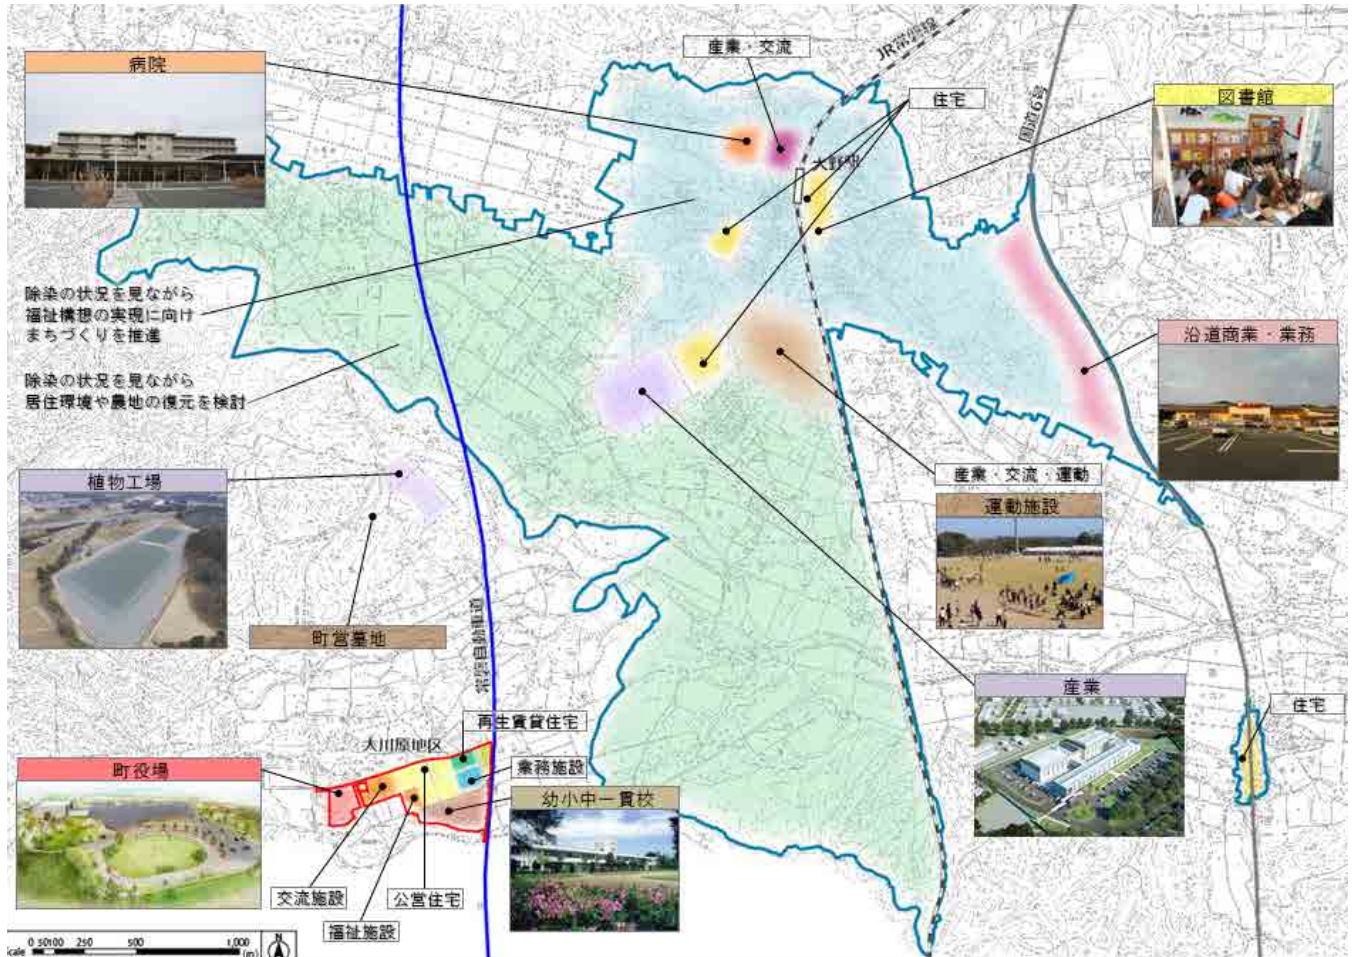 病院
産業・交流
JR常磐線
住宅
国道6号
図書館
大野駅
除染の状況を見ながら
福祉構想の実現に向け
まちづくりを推進
除染の状況を見ながら
居住環境や農地の復元を検討
沿道商業・業務
植物工場
産業・交流・運動
運動施設
町営墓地
常磐自動車道
産業
住宅
再生賃貸住宅
大川原地区
業務施設
町役場
幼小中一貫校
交流施設
公営住宅
福祉施設
Scale 0 50100 250 500 1,000
(m)
N